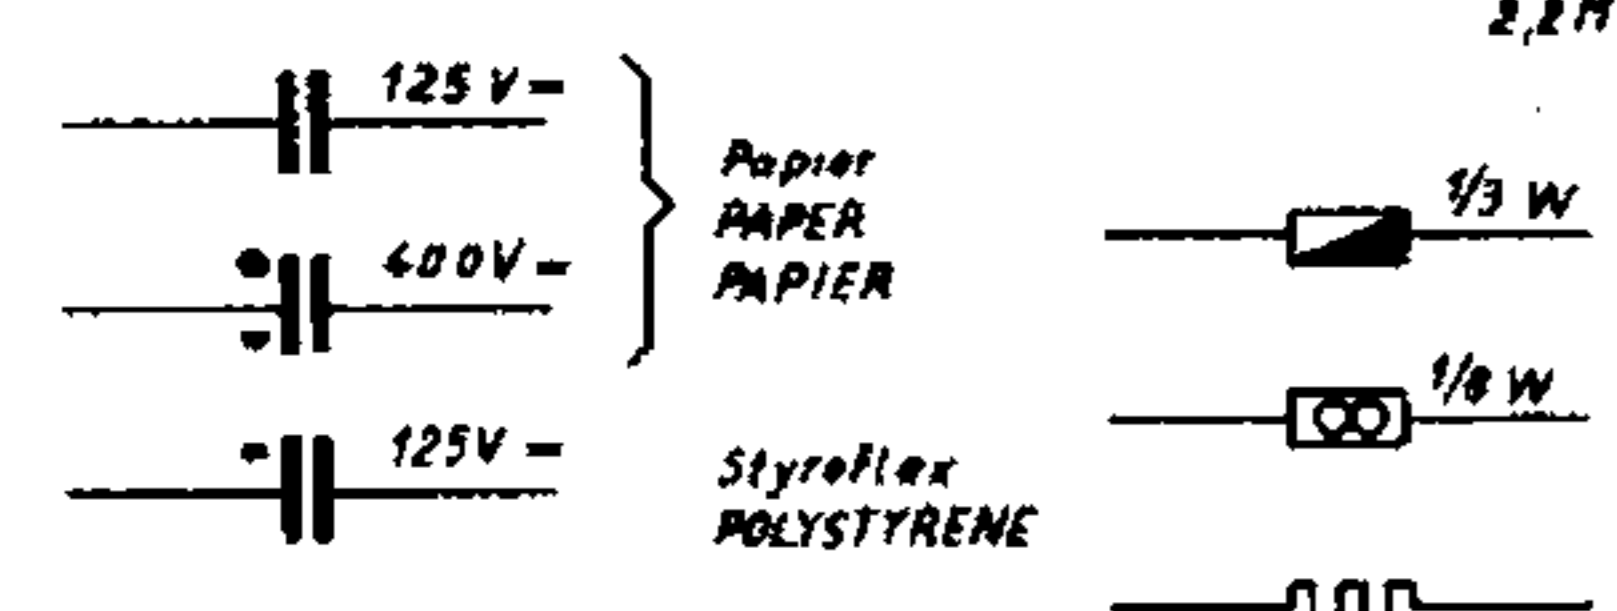 2,2M
125 V =
Papier
PAPER
PAPIER
400V =
125V =
Styroflex
POLYSTYRENE
1/3 W
1/8 W